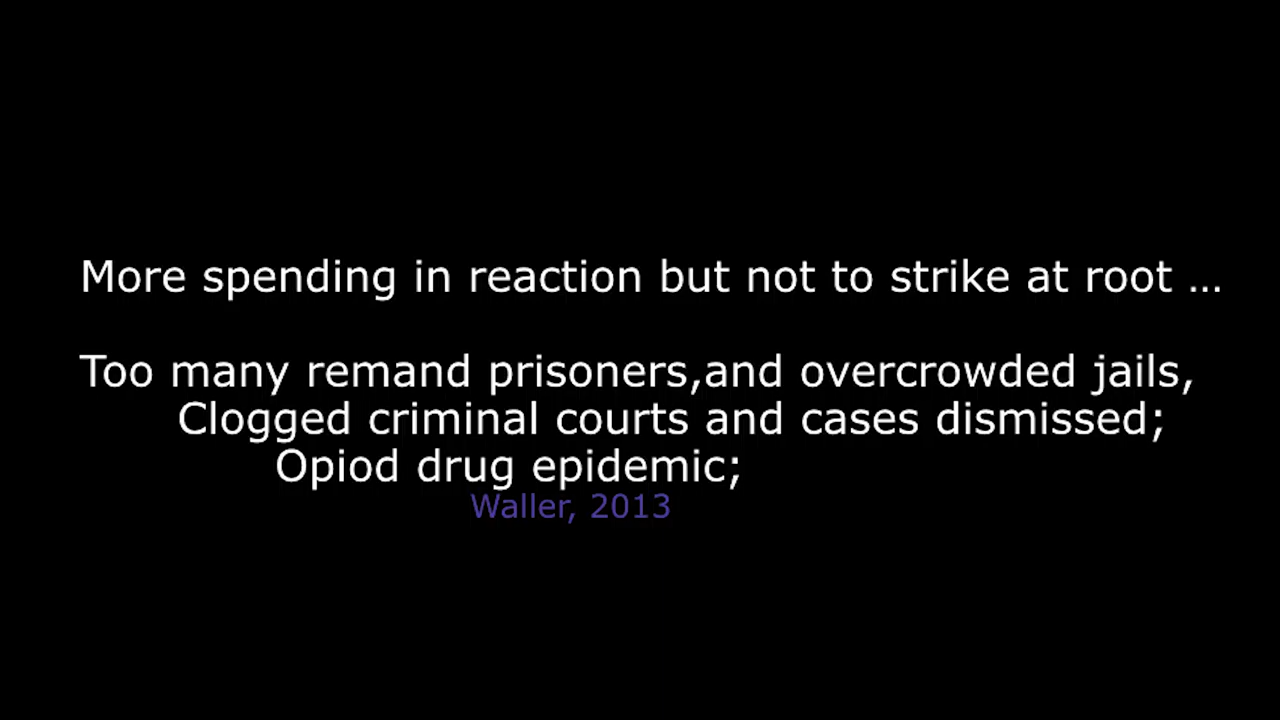 More spending in reaction but not to strike at root ...
Too many remand prisoners,and overcrowded jails,
Clogged criminal courts and cases dismissed;
Opiod drug epidemic;
Waller, 2013